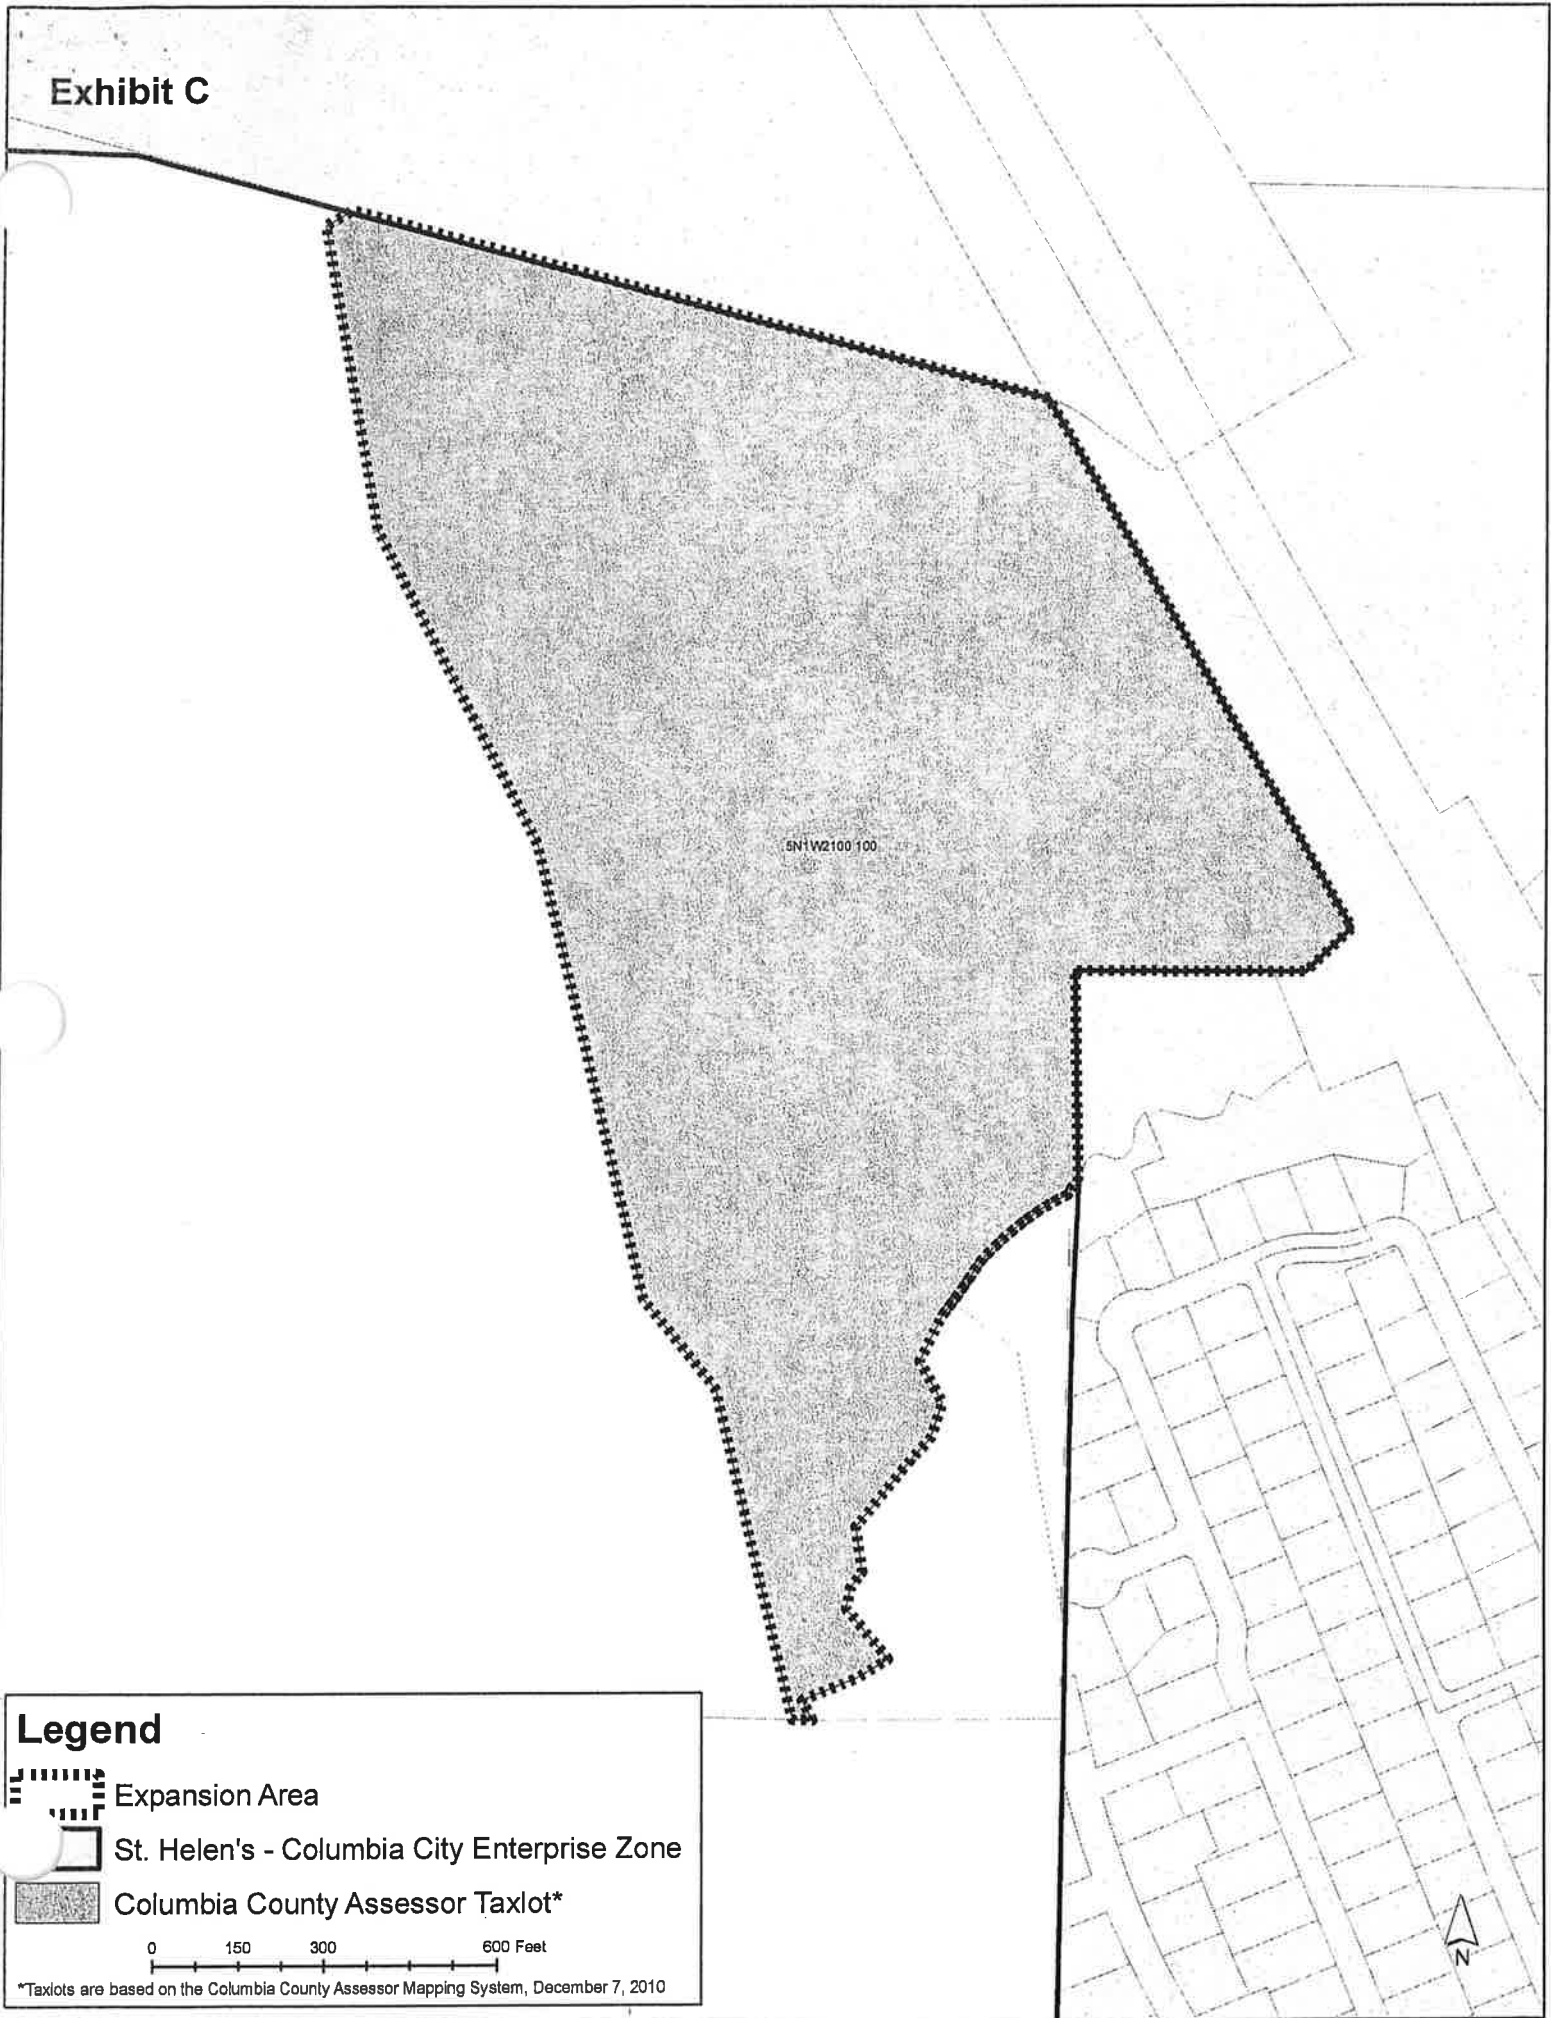 Exhibit C
5N1W2100 100
Legend
Expansion Area
St. Helen's - Columbia City Enterprise Zone
Columbia County Assessor Taxlot*
0 150 300 600 Feet
*Taxlots are based on the Columbia County Assessor Mapping System, December 7, 2010
N